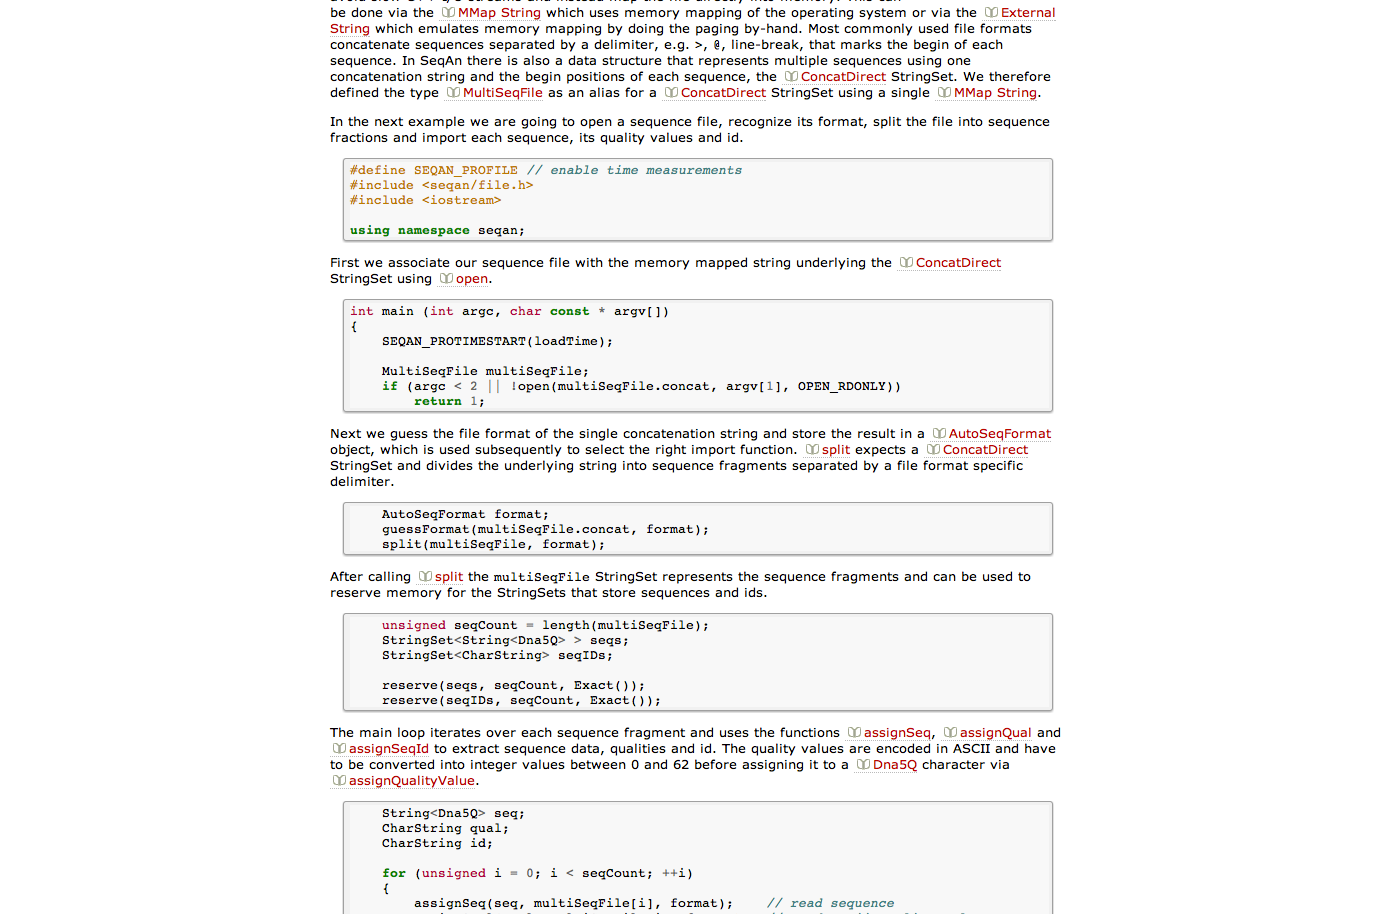 be done via the MMap String which uses memory mapping of the operating system or via the External
String which emulates memory mapping by doing the paging by-hand. Most commonly used file formats
concatenate sequences separated by a delimiter, e.g. >, @, line-break, that marks the begin of each
sequence. In SeqAn there is also a data structure that represents multiple sequences using one
concatenation string and the begin positions of each sequence, the ConcatDirect StringSet. We therefore
defined the type MultiSeqFile as an alias for a ConcatDirect StringSet using a single MMap String.
In the next example we are going to open a sequence file, recognize its format, split the file into sequence
fractions and import each sequence, its quality values and id.
#define SEQAN_PROFILE // enable time measurements
#include <seqan/file.h>
#include <iostream>
using namespace seqan;
First we associate our sequence file with the memory mapped string underlying the ConcatDirect
StringSet using open.
int main (int argc, char const * argv[])
{
    SEQAN_PROTIMESTART(loadTime);
    MultiSeqFile multiSeqFile;
    if (argc < 2 || !open(multiSeqFile.concat, argv[1], OPEN_RDONLY))
        return 1;
Next we guess the file format of the single concatenation string and store the result in a AutoSeqFormat
object, which is used subsequently to select the right import function. split expects a ConcatDirect
StringSet and divides the underlying string into sequence fragments separated by a file format specific
delimiter.
    AutoSeqFormat format;
    guessFormat(multiSeqFile.concat, format);
    split(multiSeqFile, format);
After calling split the multiSeqFile StringSet represents the sequence fragments and can be used to
reserve memory for the StringSets that store sequences and ids.
    unsigned seqCount = length(multiSeqFile);
    StringSet<String<Dna5Q> > seqs;
    StringSet<CharString> seqIDs;
    reserve(seqs, seqCount, Exact());
    reserve(seqIDs, seqCount, Exact());
The main loop iterates over each sequence fragment and uses the functions assignSeq, assignQual and
assignSeqId to extract sequence data, qualities and id. The quality values are encoded in ASCII and have
to be converted into integer values between 0 and 62 before assigning it to a Dna5Q character via
assignQualityValue.
    String<Dna5Q> seq;
    CharString qual;
    CharString id;
    for (unsigned i = 0; i < seqCount; ++i)
    {
        assignSeq(seq, multiSeqFile[i], format);    // read sequence